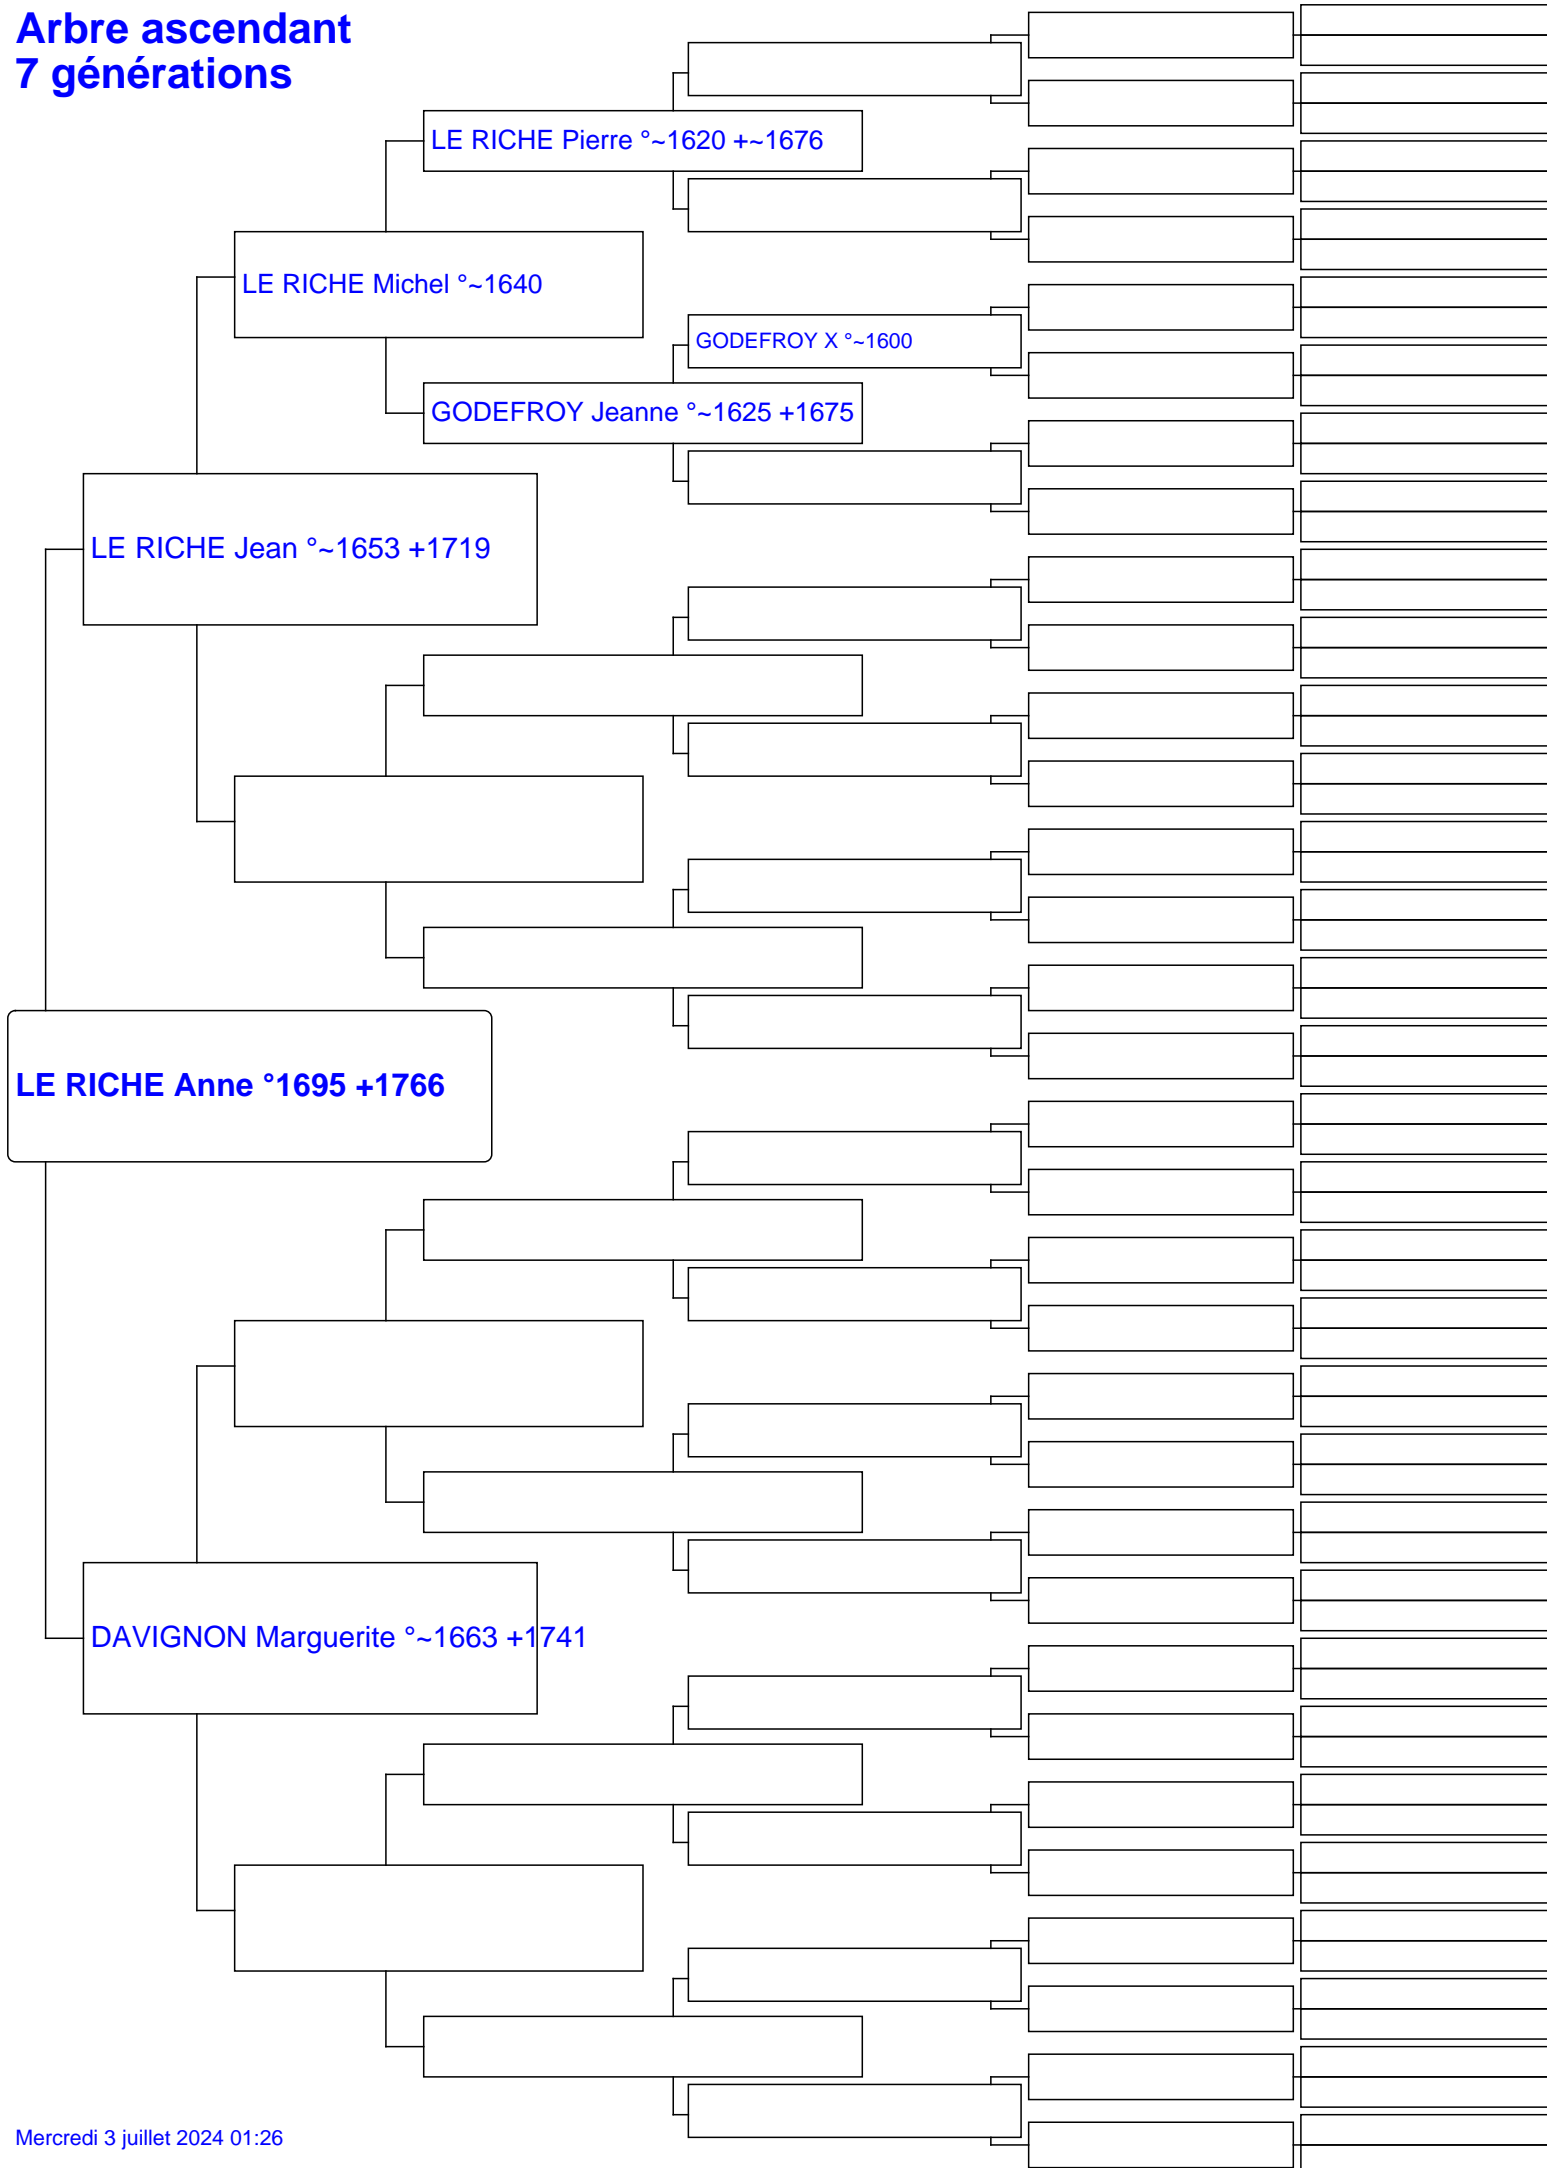 Arbre ascendant
7 générations
LE RICHE Pierre °~1620 +~1676
LE RICHE Michel °~1640
GODEFROY X °~1600
GODEFROY Jeanne °~1625 +1675
LE RICHE Jean °~1653 +1719
LE RICHE Anne °1695 +1766
DAVIGNON Marguerite °~1663 +1741
Mercredi 3 juillet 2024 01:26